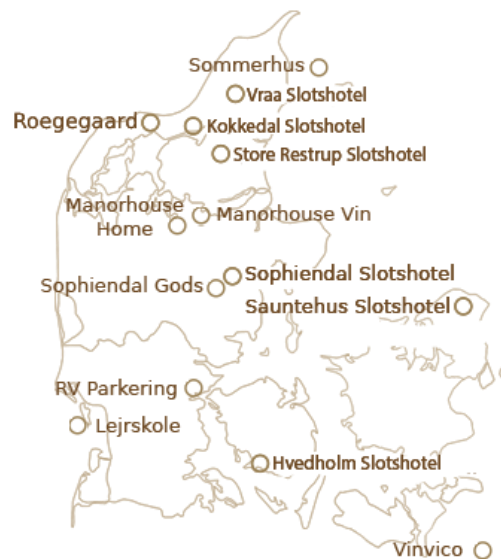 Sommerhus
Vraa Slotshotel
Roegegaard
Kokkedal Slotshotel
Store Restrup Slotshotel
Manorhouse
Home
Manorhouse Vin
Sophiendal Slotshotel
Sophiendal Gods
Sauntehus Slotshotel
RV Parkering
Lejrskole
Hvedholm Slotshotel
Vinvico